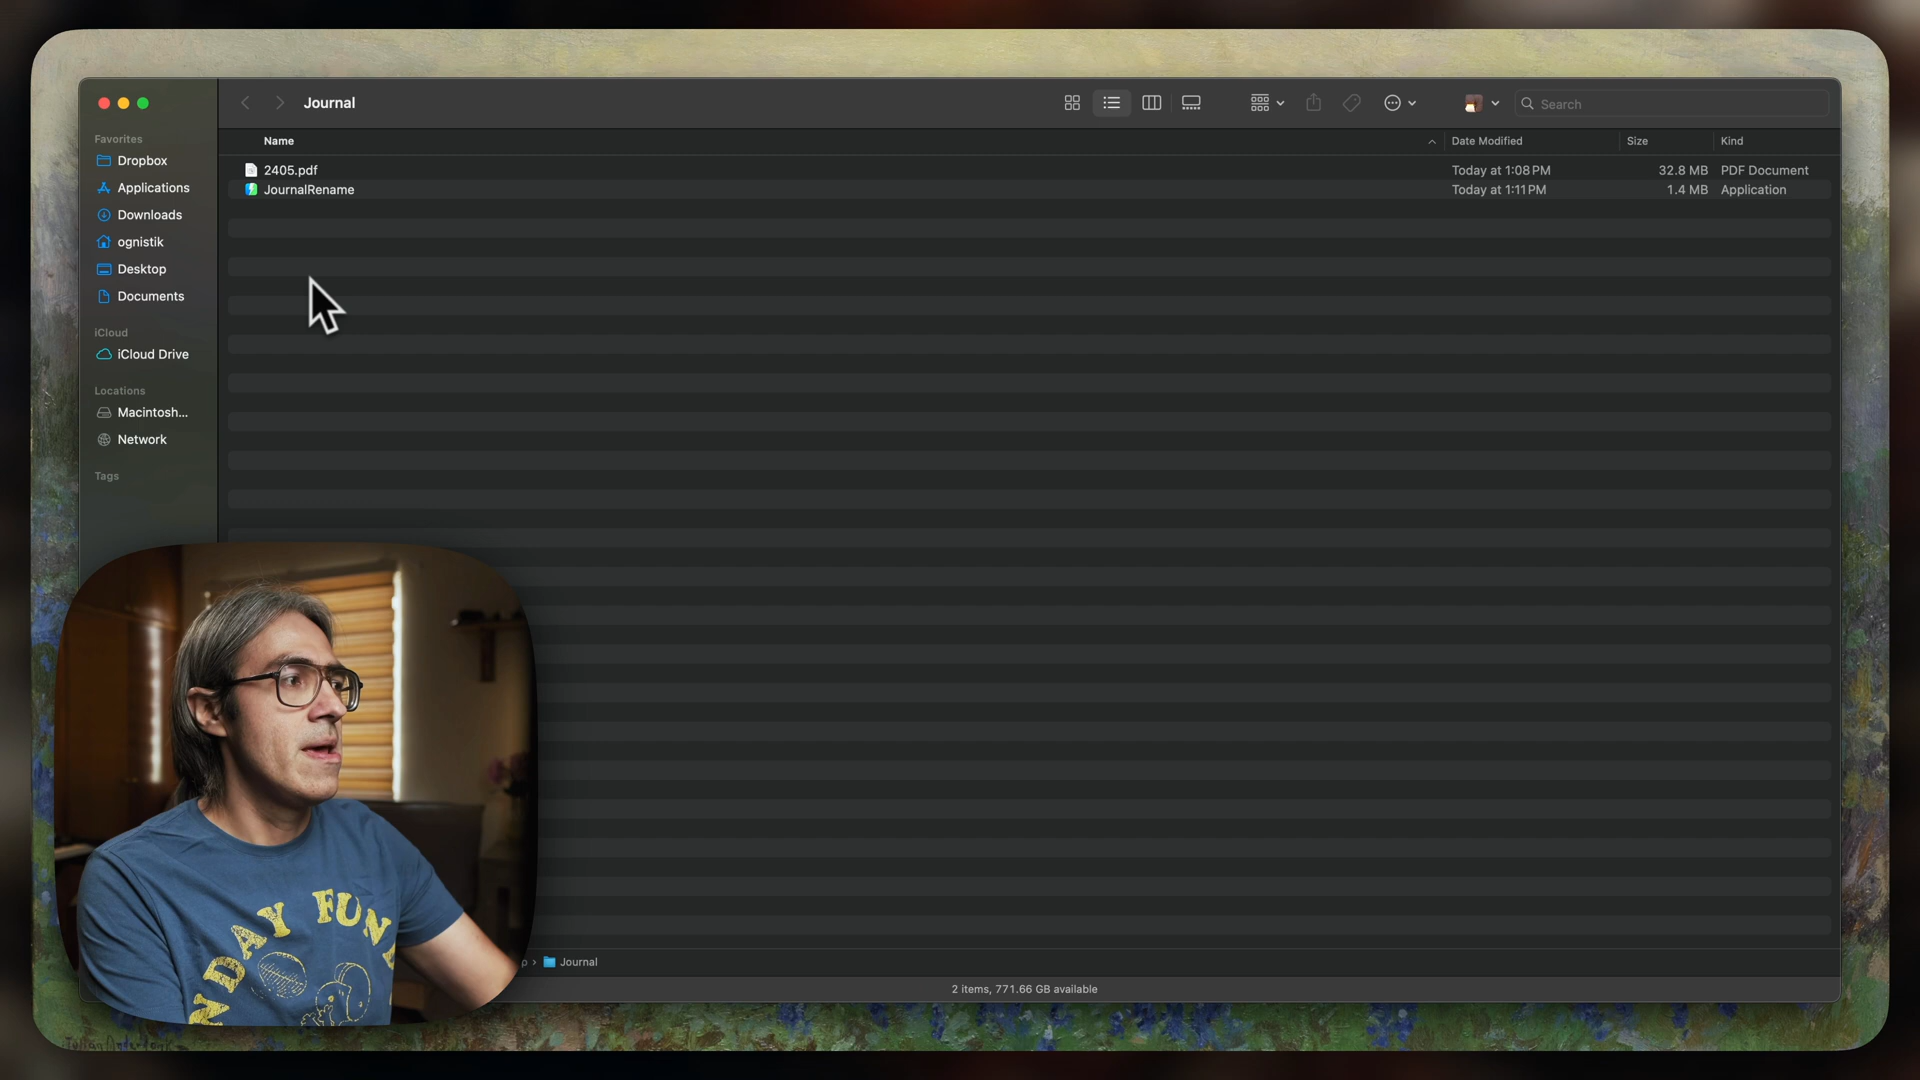 Journal
Search
Favorites
Dropbox
Applications
Downloads
ognistik
Desktop
Documents
iCloud
iCloud Drive
Locations
Macintosh...
Network
Tags
Name Date Modified Size Kind
2405.pdf Today at 1:08 PM 32.8 MB PDF Document
JournalRename Today at 1:11 PM 1.4 MB Application
NDAY FUN
p › Journal
2 items, 771.66 GB available